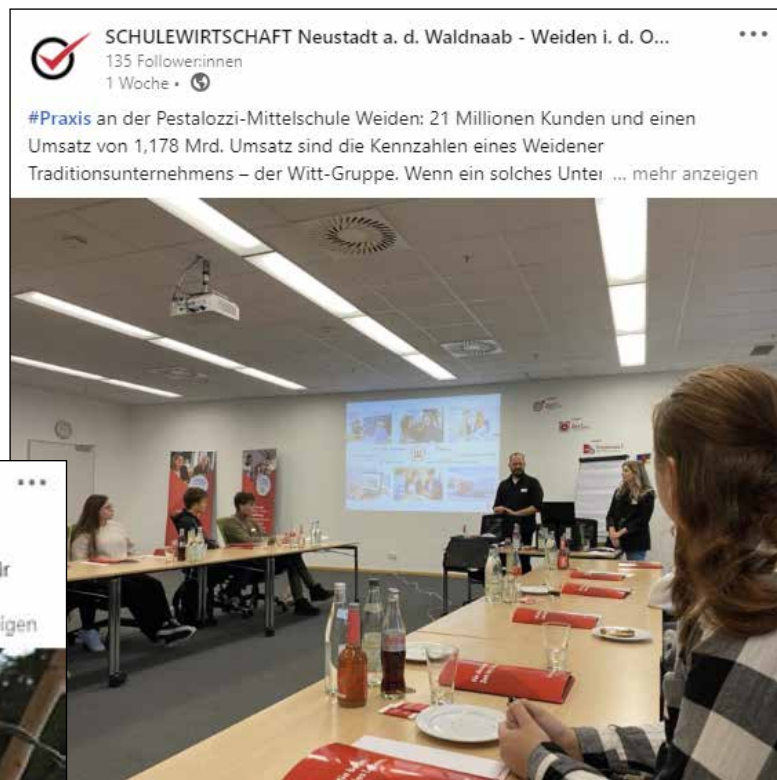 SCHULEWIRTSCHAFT Neustadt a. d. Waldnaab - Weiden i. d. O...
135 Follower:innen
1 Woche •
#Praxis an der Pestalozzi-Mittelschule Weiden: 21 Millionen Kunden und einen
Umsatz von 1,178 Mrd. Umsatz sind die Kennzahlen eines Weidener
Traditionsunternehmens – der Witt-Gruppe. Wenn ein solches Unter ... mehr anzeigen